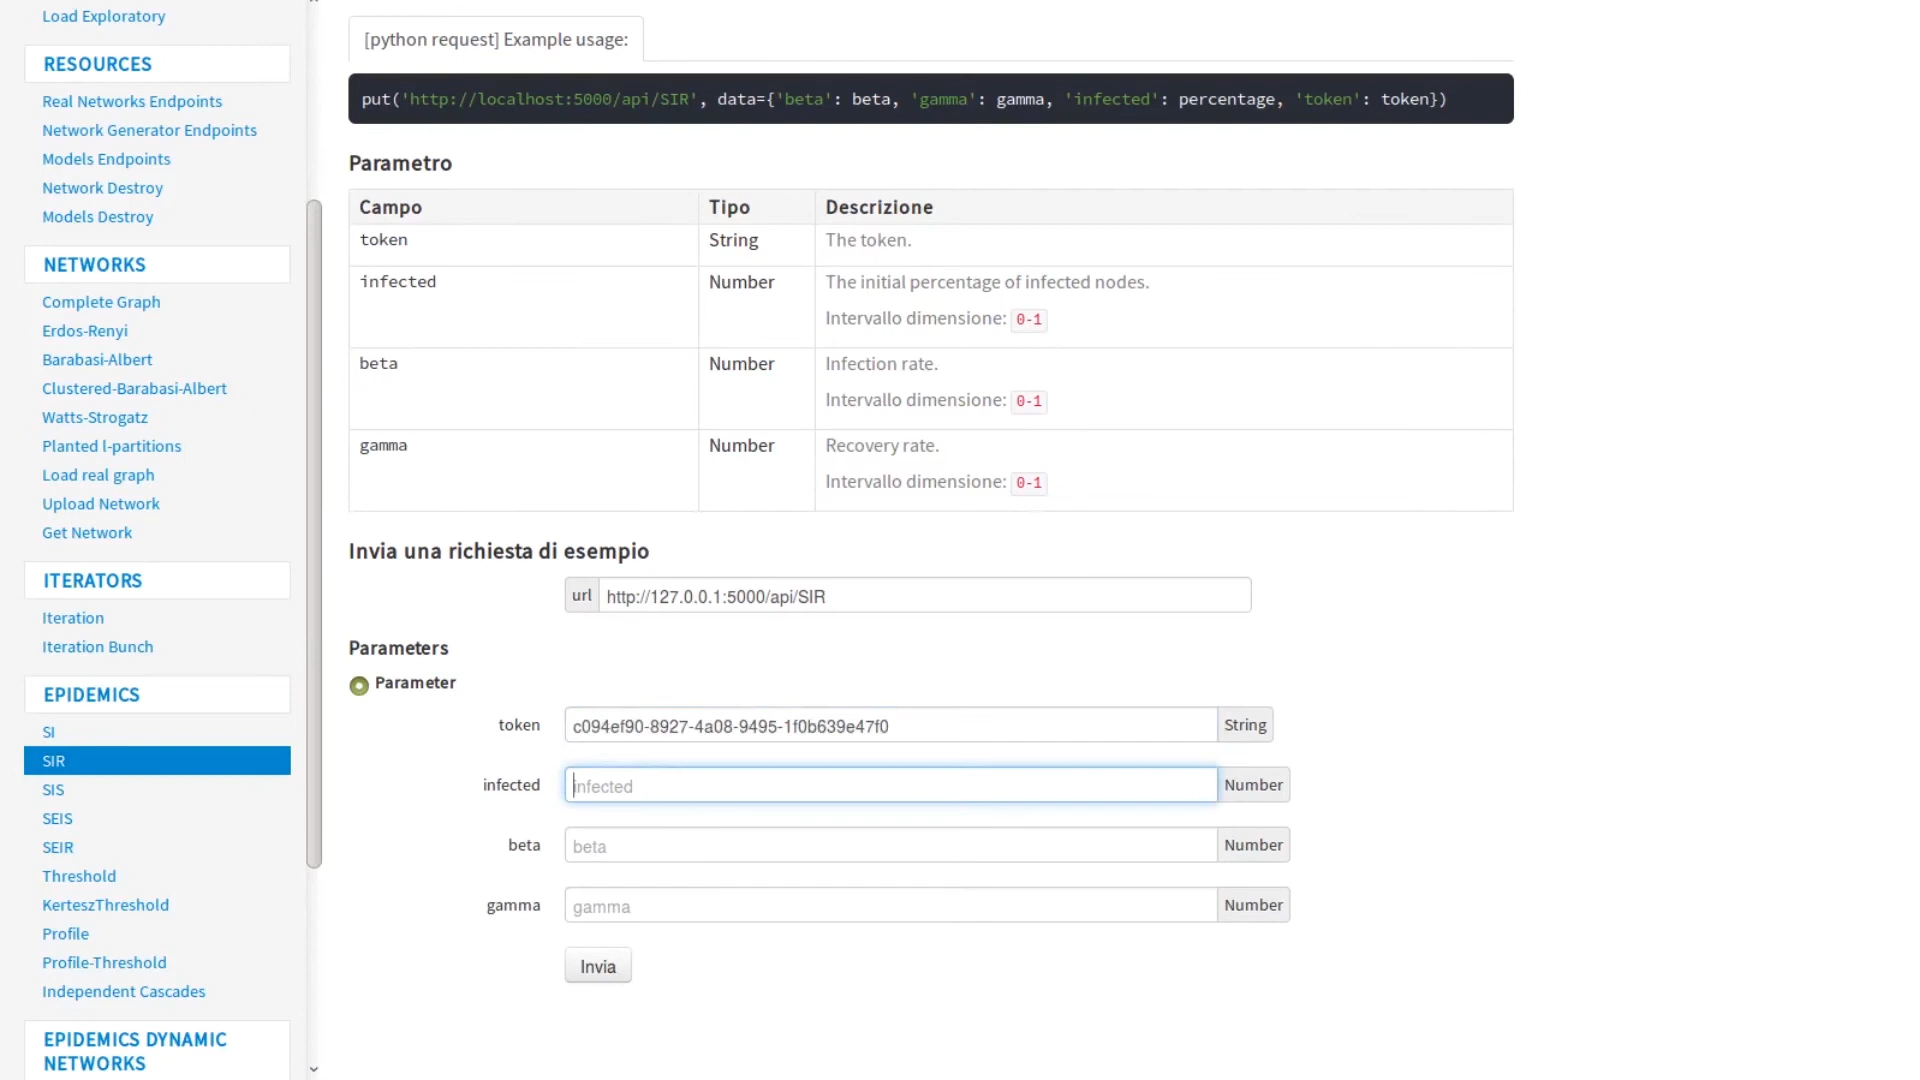 Load Exploratory
RESOURCES
Real Networks Endpoints
Network Generator Endpoints
Models Endpoints
Network Destroy
Models Destroy
NETWORKS
Complete Graph
Erdos-Renyi
Barabasi-Albert
Clustered-Barabasi-Albert
Watts-Strogatz
Planted l-partitions
Load real graph
Upload Network
Get Network
ITERATORS
Iteration
Iteration Bunch
EPIDEMICS
SI
SIR
SIS
SEIS
SEIR
Threshold
KerteszThreshold
Profile
Profile-Threshold
Independent Cascades
EPIDEMICS DYNAMIC
NETWORKS
[python request] Example usage:
put('http://localhost:5000/api/SIR', data={'beta': beta, 'gamma': gamma, 'infected': percentage, 'token': token})
Parametro
Campo Tipo Descrizione
token String The token.
infected Number The initial percentage of infected nodes.
Intervallo dimensione: 0-1
beta Number Infection rate.
Intervallo dimensione: 0-1
gamma Number Recovery rate.
Intervallo dimensione: 0-1
Invia una richiesta di esempio
url http://127.0.0.1:5000/api/SIR
Parameters
Parameter
token c094ef90-8927-4a08-9495-1f0b639e47f0 String
infected infected Number
beta beta Number
gamma gamma Number
Invia